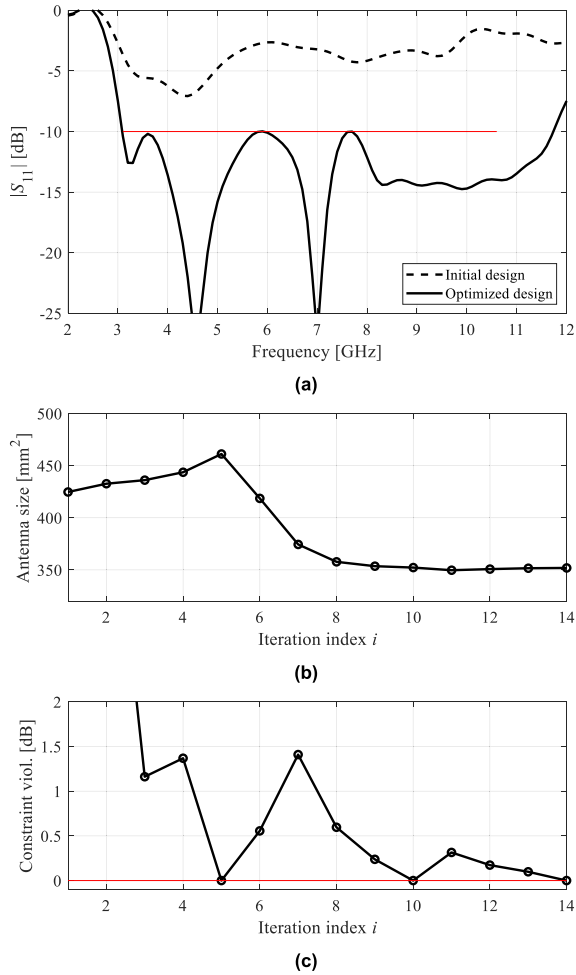 0
-5
-10
-15
-20
-25
|S11| [dB]
Initial design
Optimized design
2 3 4 5 6 7 8 9 10 11 12
Frequency [GHz]
(a)
500
450
400
350
Antenna size [mm2]
2 4 6 8 10 12 14
Iteration index i
(b)
2
1.5
1
0.5
0
Constraint viol. [dB]
2 4 6 8 10 12 14
Iteration index i
(c)